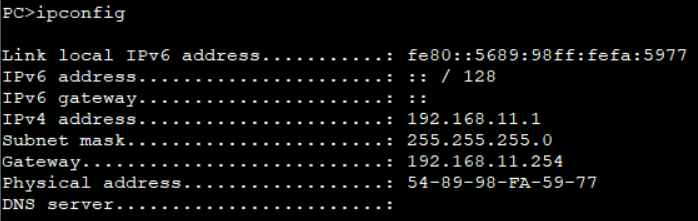 PC>ipconfig
Link local IPv6 address...........: fe80::5689:98ff:fefa:5977
IPv6 address......................: :: / 128
IPv6 gateway......................: ::
IPv4 address......................: 192.168.11.1
Subnet mask.......................: 255.255.255.0
Gateway...........................: 192.168.11.254
Physical address..................: 54-89-98-FA-59-77
DNS server........................: